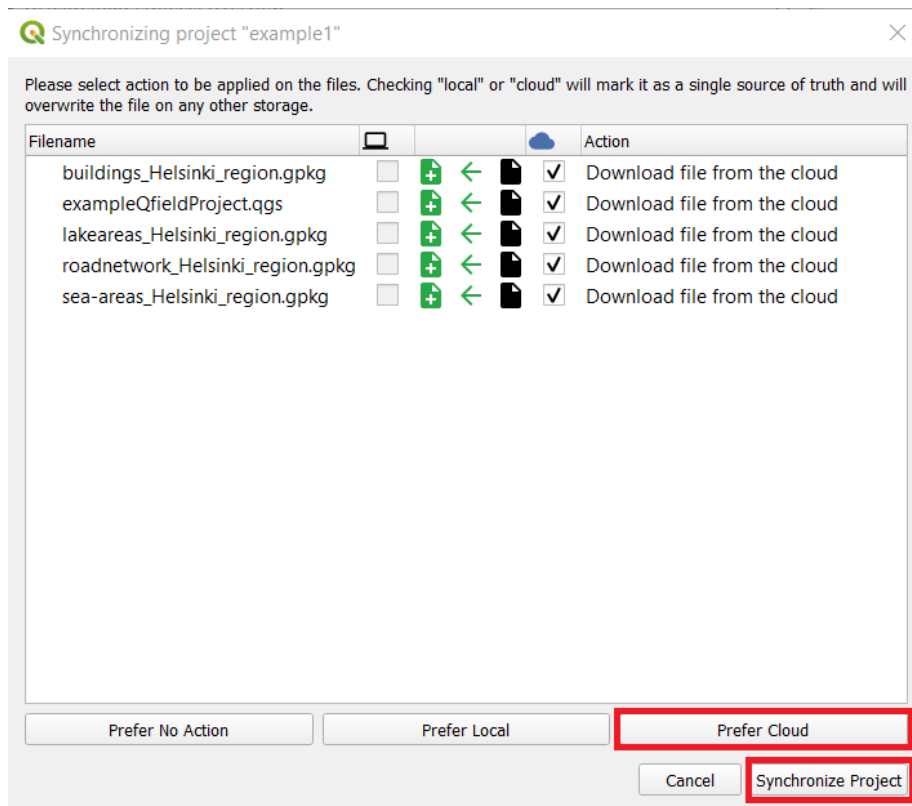 Synchronizing project "example1"
Please select action to be applied on the files. Checking "local" or "cloud" will mark it as a single source of truth and will
overwrite the file on any other storage.
Filename Action
buildings_Helsinki_region.gpkg Download file from the cloud
exampleQfieldProject.qgs Download file from the cloud
lakeareas_Helsinki_region.gpkg Download file from the cloud
roadnetwork_Helsinki_region.gpkg Download file from the cloud
sea-areas_Helsinki_region.gpkg Download file from the cloud
Prefer No Action Prefer Local Prefer Cloud
Cancel Synchronize Project